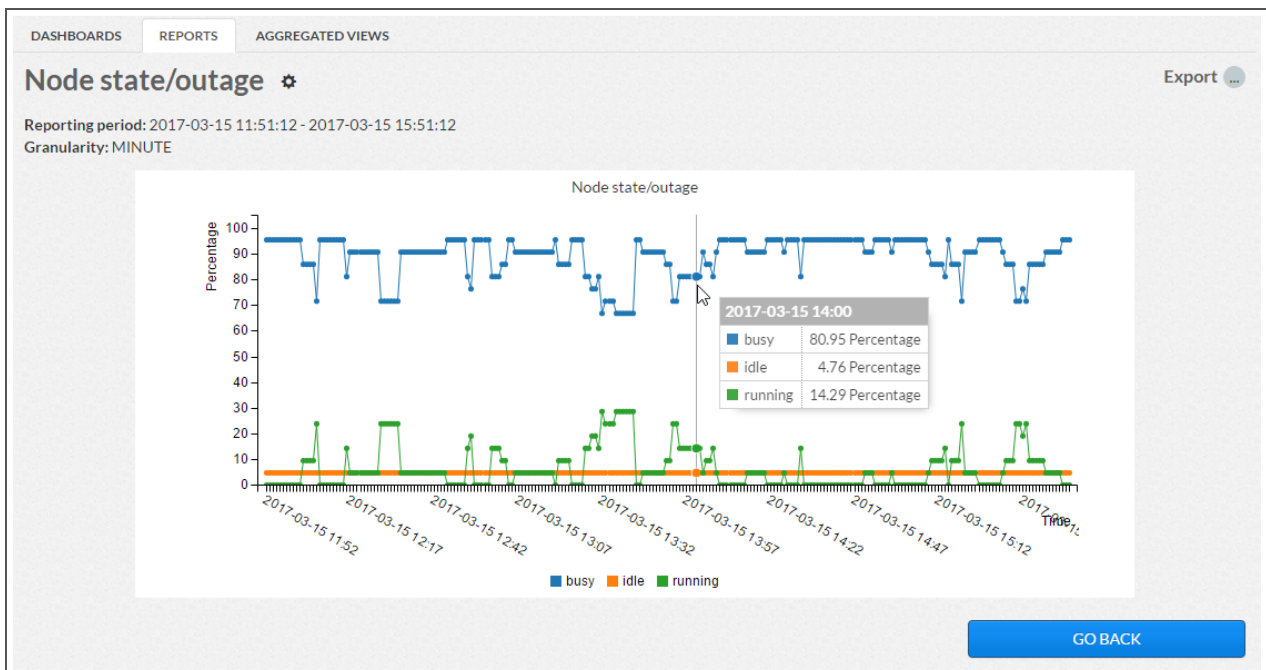 DASHBOARDS REPORTS AGGREGATED VIEWS
Node state/outage Export ...
Reporting period: 2017-03-15 11:51:12 - 2017-03-15 15:51:12
Granularity: MINUTE
Node state/outage
Percentage
100
90
80
70
60
50
40
30
20
10
0
2017-03-15 14:00
busy 80.95 Percentage
idle 4.76 Percentage
running 14.29 Percentage
2017-03-15 11:52
2017-03-15 12:17
2017-03-15 12:42
2017-03-15 13:07
2017-03-15 13:32
2017-03-15 13:57
2017-03-15 14:22
2017-03-15 14:47
2017-03-15 15:12
Time
busy idle running
GO BACK